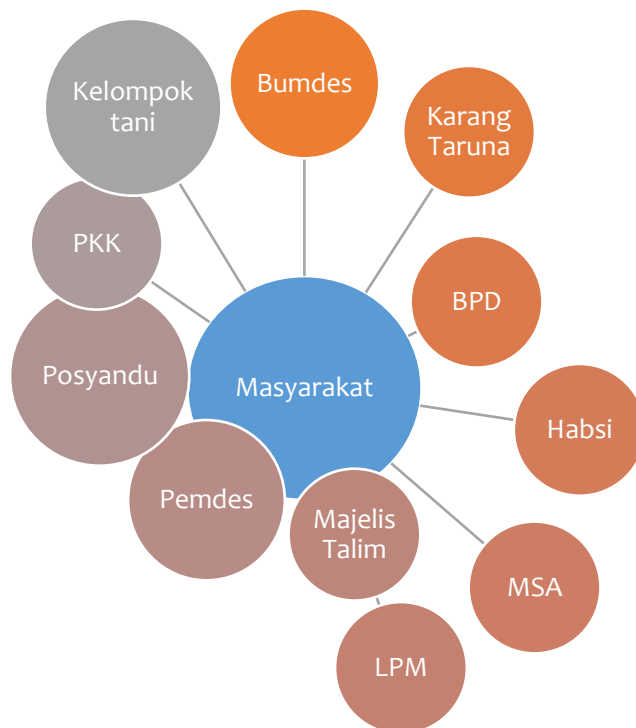 Kelompok
tani
Bumdes
Karang
Taruna
PKK
BPD
Posyandu
Masyarakat
Habsi
Pemdes
Majelis
Talim
MSA
LPM